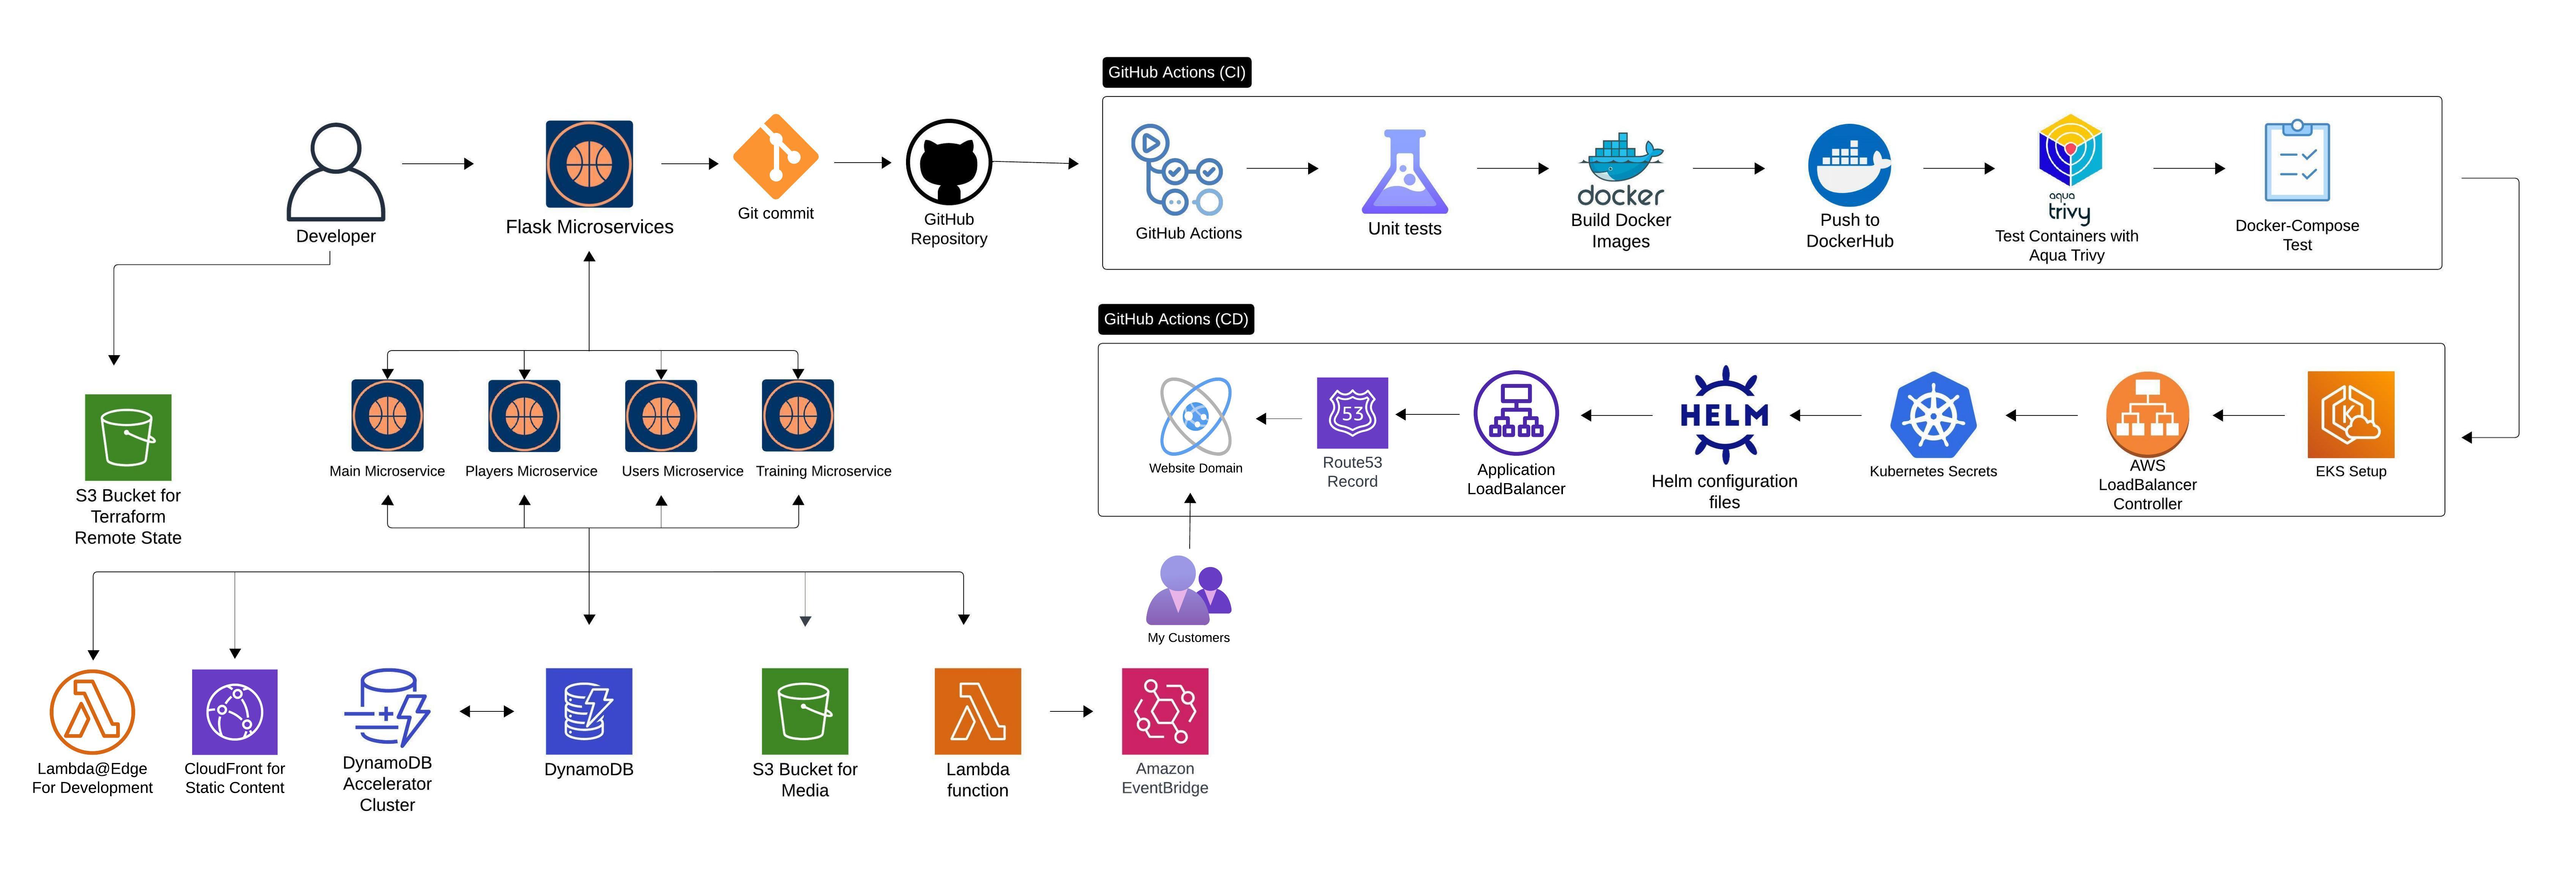 GitHub Actions (CI)
Developer
Flask Microservices
Git commit
GitHub
Repository
GitHub Actions
Unit tests
docker
Build Docker
Images
Push to
DockerHub
aqua
trivy
Test Containers with
Aqua Trivy
Docker-Compose
Test
GitHub Actions (CD)
S3 Bucket for
Terraform
Remote State
Main Microservice
Players Microservice
Users Microservice
Training Microservice
Website Domain
53
Route53
Record
Application
LoadBalancer
HELM
Helm configuration
files
Kubernetes Secrets
AWS
LoadBalancer
Controller
K
EKS Setup
My Customers
Lambda@Edge
For Development
CloudFront for
Static Content
DynamoDB
Accelerator
Cluster
DynamoDB
S3 Bucket for
Media
Lambda
function
Amazon
EventBridge